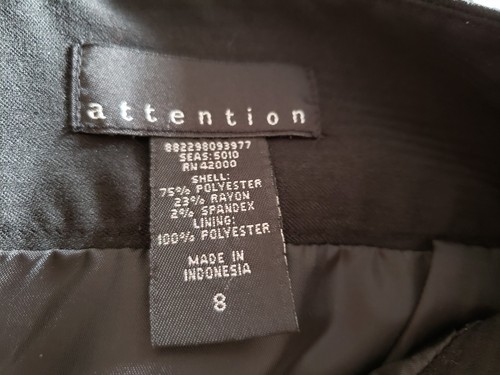 attention
882298093977
SEAS: 5010
RN 42000
SHELL:
75% POLYESTER
23% RAYON
2% SPANDEX
LINING:
100% POLYESTER
MADE IN
INDONESIA
8